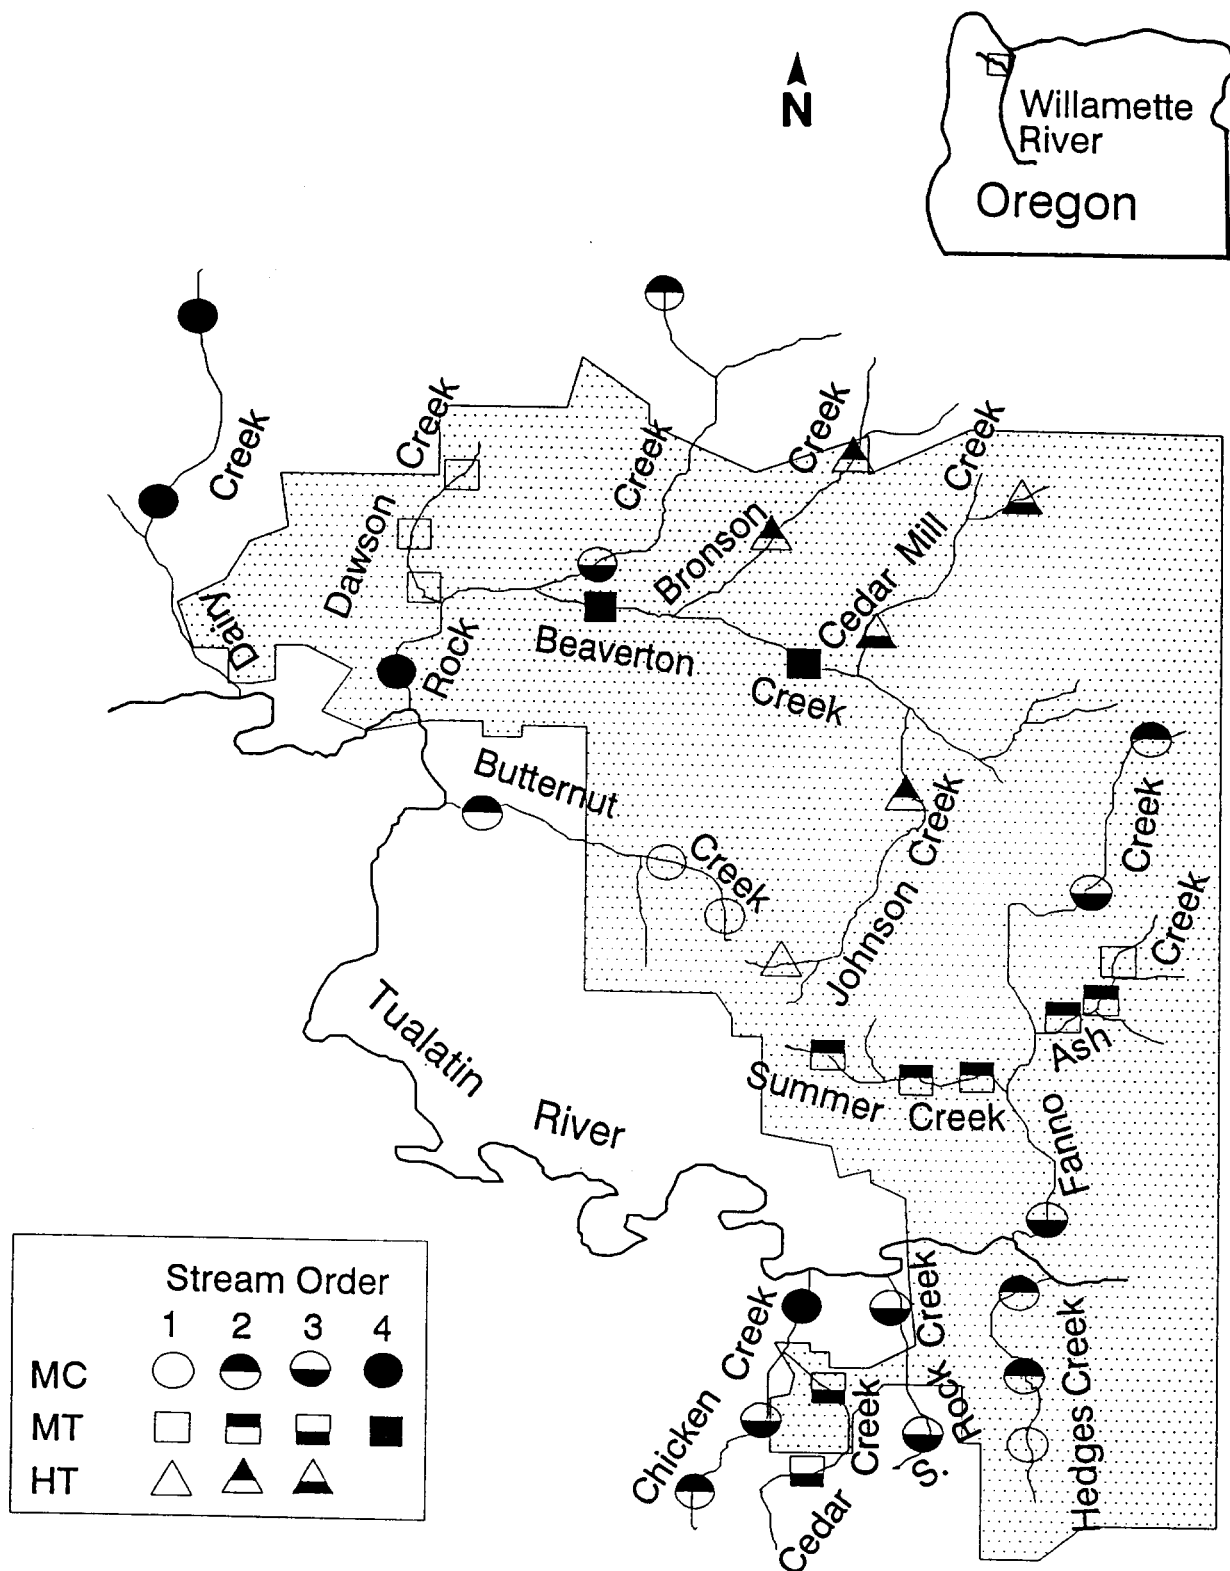 N
Willamette
River
Oregon
Creek
Dairy
Creek
Dawson
Creek
Rock
Creek
Bronson
Creek
Cedar Mill
Beaverton
Creek
Butternut
Creek
Johnson Creek
Creek
Fanno
Creek
Ash
Summer
Creek
Tualatin
River
Chicken Creek
Cedar Creek
S. Rock Creek
Hedges Creek
Stream Order
1 2 3 4
MC
MT
HT